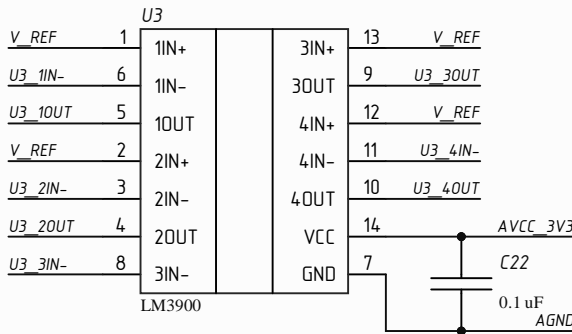 U3
V_REF 1 1IN+ 3IN+ 13 V_REF
U3_1IN- 6 1IN- 3OUT 9 U3_3OUT
U3_1OUT 5 1OUT 4IN+ 12 V_REF
V_REF 2 2IN+ 4IN- 11 U3_4IN-
U3_2IN- 3 2IN- 4OUT 10 U3_4OUT
U3_2OUT 4 2OUT VCC 14 AVCC_3V3
U3_3IN- 8 3IN- GND 7 C22
LM3900 0.1 uF
AGND